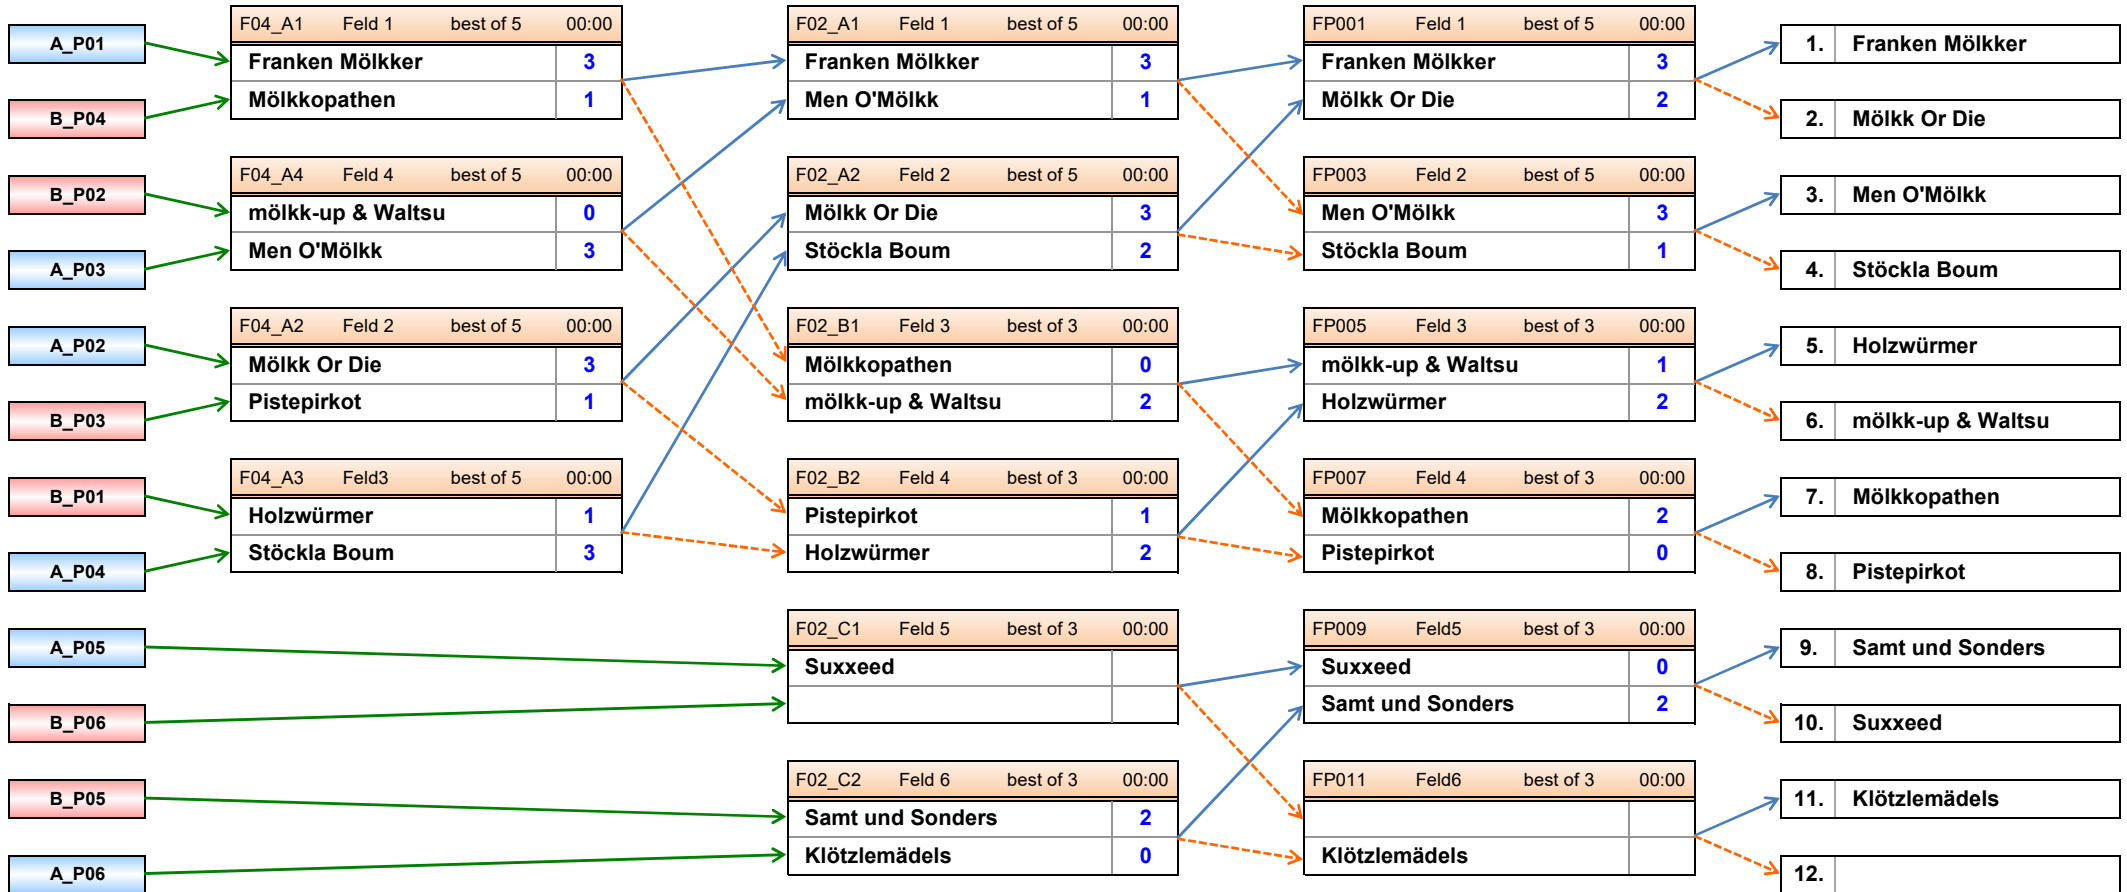 A_P01
B_P04
B_P02
A_P03
A_P02
B_P03
B_P01
A_P04
A_P05
B_P06
B_P05
A_P06
F04_A1 Feld 1 best of 5 00:00
Franken Mölkker 3
Mölkkopathen 1
F04_A4 Feld 4 best of 5 00:00
mölkk-up & Waltsu 0
Men O'Mölkk 3
F04_A2 Feld 2 best of 5 00:00
Mölkk Or Die 3
Pistepirkot 1
F04_A3 Feld3 best of 5 00:00
Holzwürmer 1
Stöckla Boum 3
F02_A1 Feld 1 best of 5 00:00
Franken Mölkker 3
Men O'Mölkk 1
F02_A2 Feld 2 best of 5 00:00
Mölkk Or Die 3
Stöckla Boum 2
F02_B1 Feld 3 best of 3 00:00
Mölkkopathen 0
mölkk-up & Waltsu 2
F02_B2 Feld 4 best of 3 00:00
Pistepirkot 1
Holzwürmer 2
F02_C1 Feld 5 best of 3 00:00
Suxxeed
F02_C2 Feld 6 best of 3 00:00
Samt und Sonders 2
Klötzlemädels 0
FP001 Feld 1 best of 5 00:00
Franken Mölkker 3
Mölkk Or Die 2
FP003 Feld 2 best of 5 00:00
Men O'Mölkk 3
Stöckla Boum 1
FP005 Feld 3 best of 3 00:00
mölkk-up & Waltsu 1
Holzwürmer 2
FP007 Feld 4 best of 3 00:00
Mölkkopathen 2
Pistepirkot 0
FP009 Feld5 best of 3 00:00
Suxxeed 0
Samt und Sonders 2
FP011 Feld6 best of 3 00:00
Klötzlemädels
1. Franken Mölkker
2. Mölkk Or Die
3. Men O'Mölkk
4. Stöckla Boum
5. Holzwürmer
6. mölkk-up & Waltsu
7. Mölkkopathen
8. Pistepirkot
9. Samt und Sonders
10. Suxxeed
11. Klötzlemädels
12.